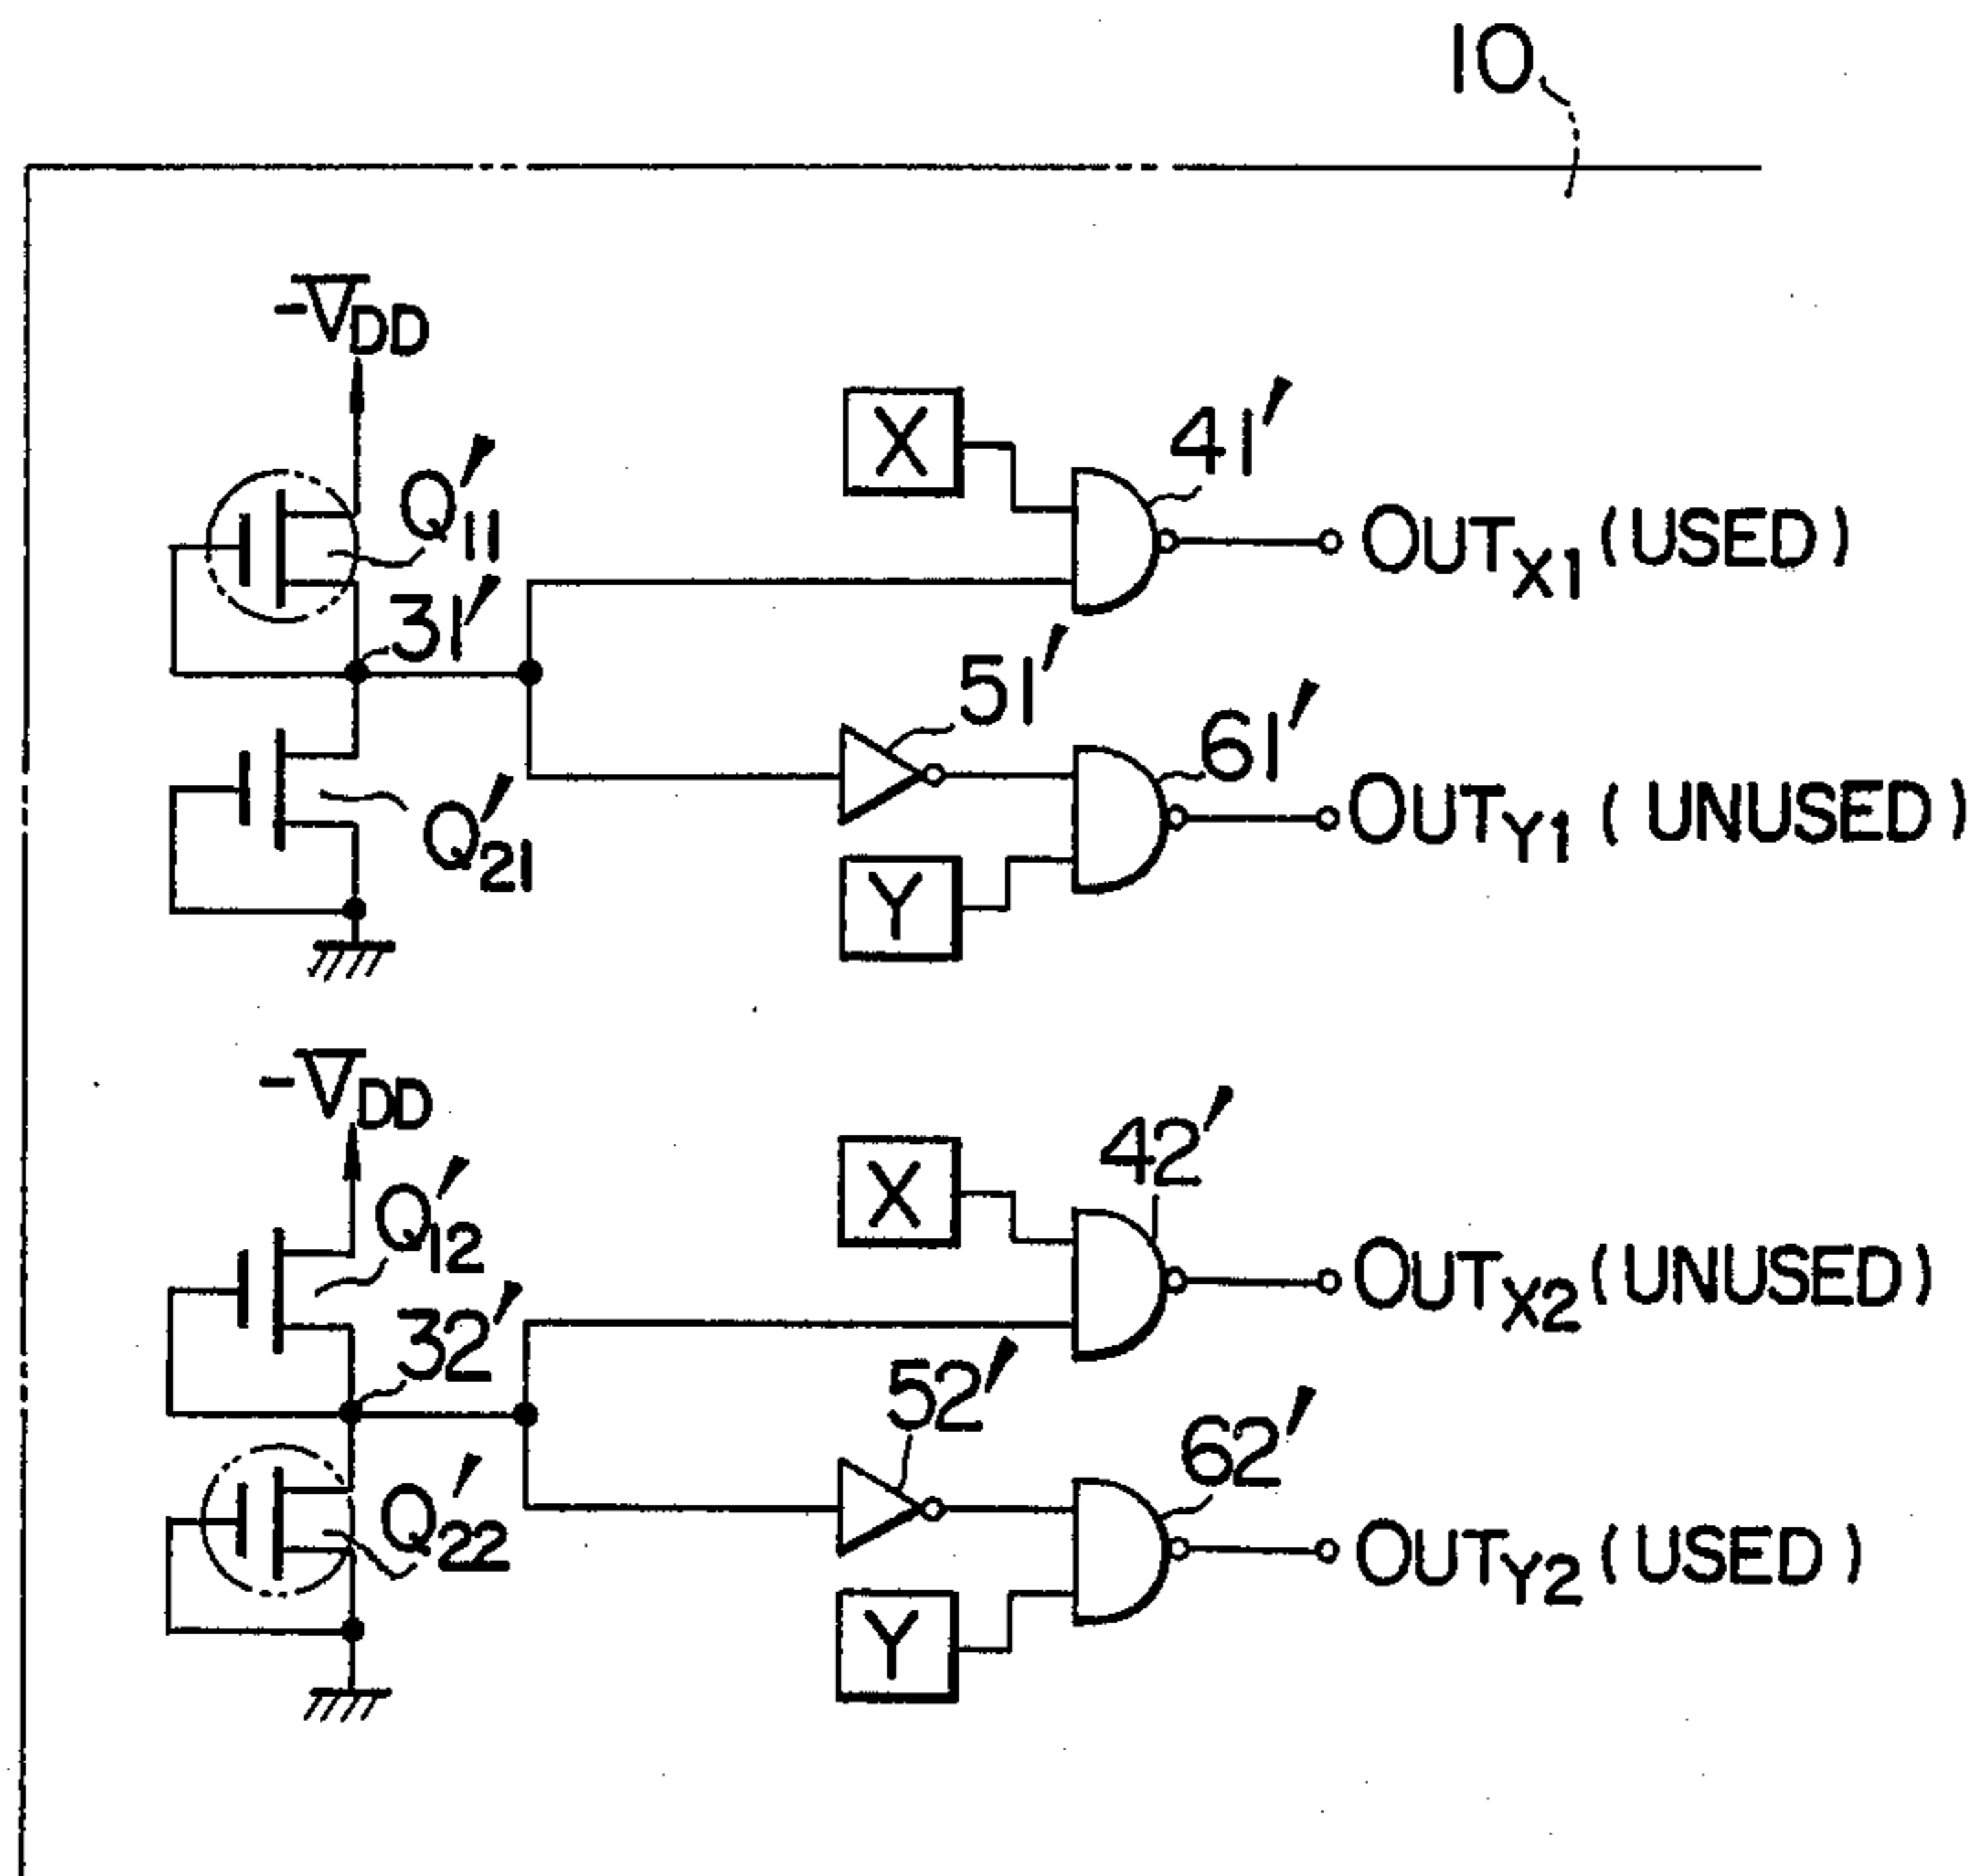 10
-VDD
Q'11
31'
Q'21
X
41'
OUTX1 (USED)
51'
61'
OUTY1 (UNUSED)
Y
-VDD
Q'12
32'
Q'22
X
42'
OUTX2 (UNUSED)
52'
62'
OUTY2 (USED)
Y